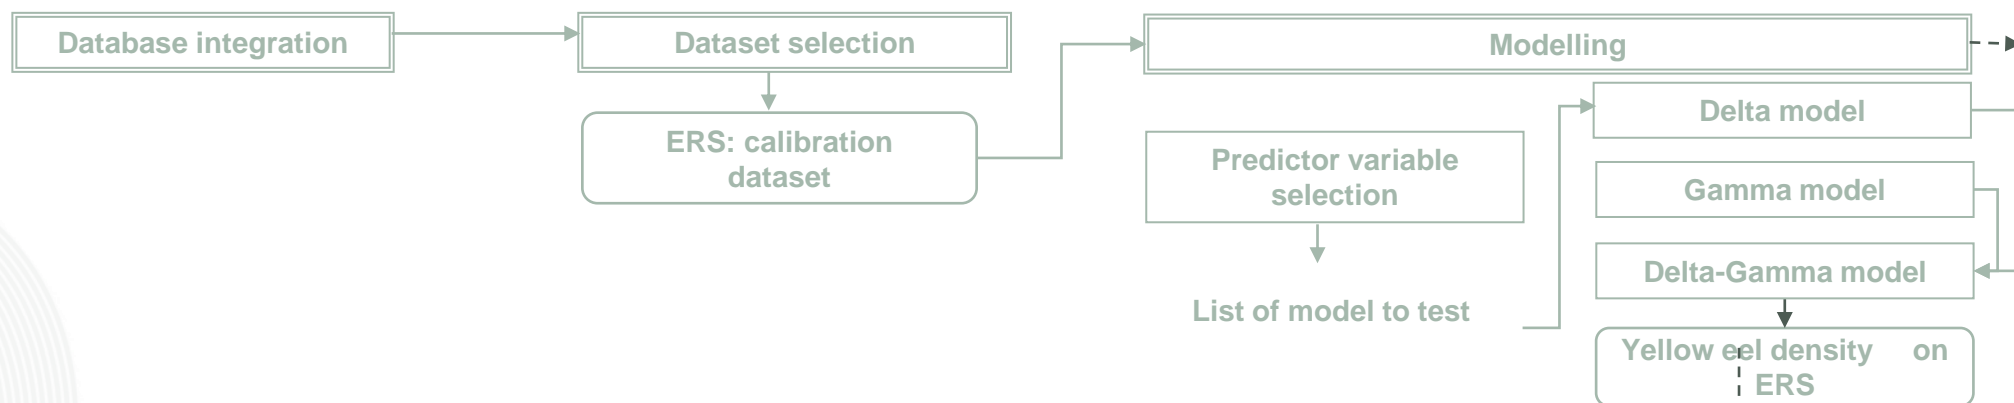 Database integration
Dataset selection
Modelling
ERS: calibration
dataset
Predictor variable
selection
List of model to test
Delta model
Gamma model
Delta-Gamma model
Yellow eel density on
ERS